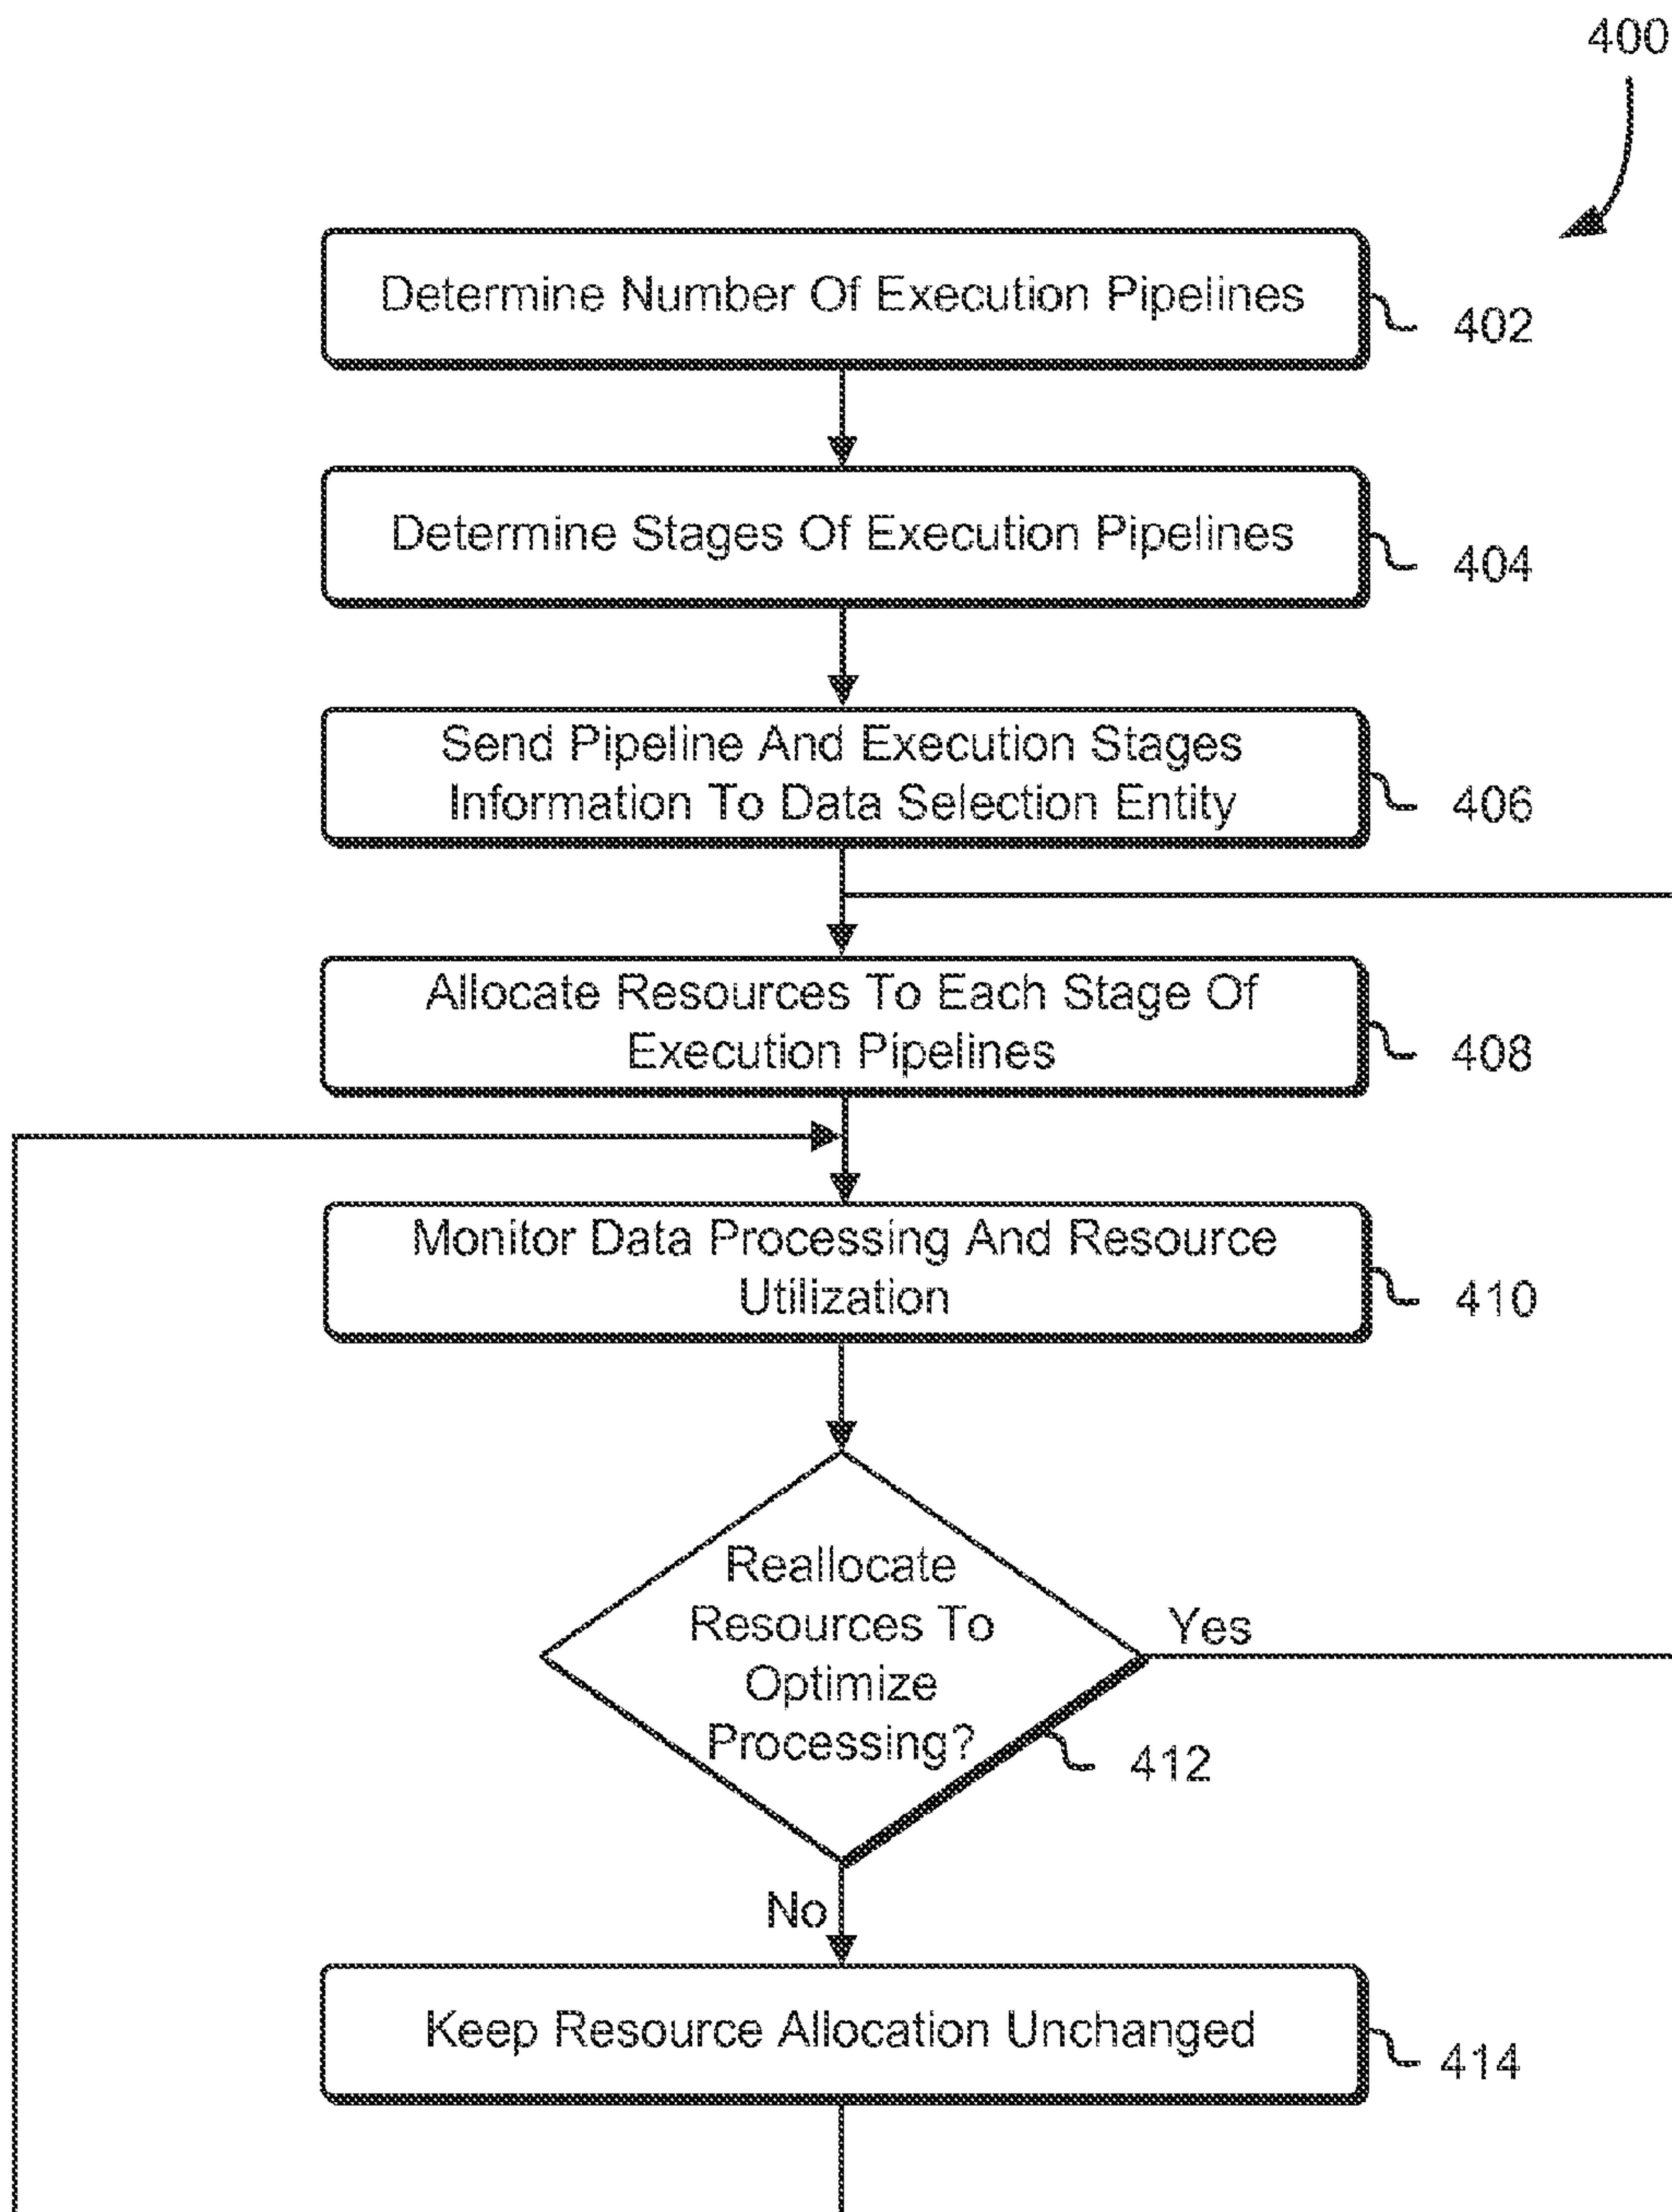 400
Determine Number Of Execution Pipelines
402
Determine Stages Of Execution Pipelines
404
Send Pipeline And Execution Stages
Information To Data Selection Entity
406
Allocate Resources To Each Stage Of
Execution Pipelines
408
Monitor Data Processing And Resource
Utilization
410
Reallocate
Resources To
Optimize
Processing?
Yes
412
No
Keep Resource Allocation Unchanged
414